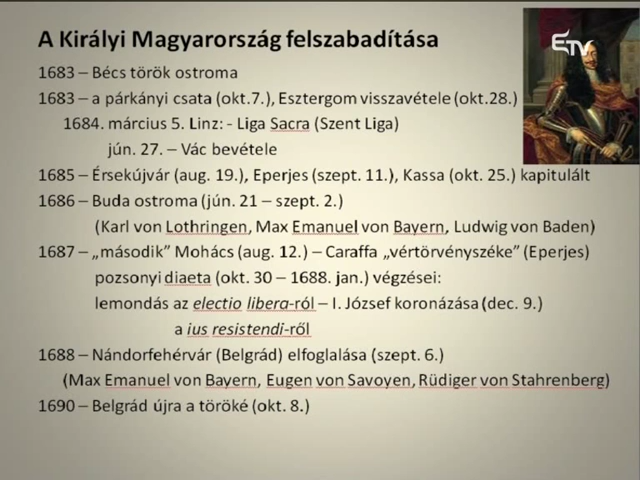 A Királyi Magyarország felszabadítása
ETV
1683 – Bécs török ostroma
1683 – a párkányi csata (okt.7.), Esztergom visszavétele (okt.28.)
1684. március 5. Linz: - Liga Sacra (Szent Liga)
jún. 27. – Vác bevétele
1685 – Érsekújvár (aug. 19.), Eperjes (szept. 11.), Kassa (okt. 25.) kapitulált
1686 – Buda ostroma (jún. 21 – szept. 2.)
(Karl von Lothringen, Max Emanuel von Bayern, Ludwig von Baden)
1687 – „második” Mohács (aug. 12.) – Caraffa „vértörvényszéke” (Eperjes)
pozsonyi diaeta (okt. 30 – 1688. jan.) végzései:
lemondás az electio libera-ról – I. József koronázása (dec. 9.)
a ius resistendi-ről
1688 – Nándorfehérvár (Belgrád) elfoglalása (szept. 6.)
(Max Emanuel von Bayern, Eugen von Savoyen, Rüdiger von Stahrenberg)
1690 – Belgrád újra a töröké (okt. 8.)